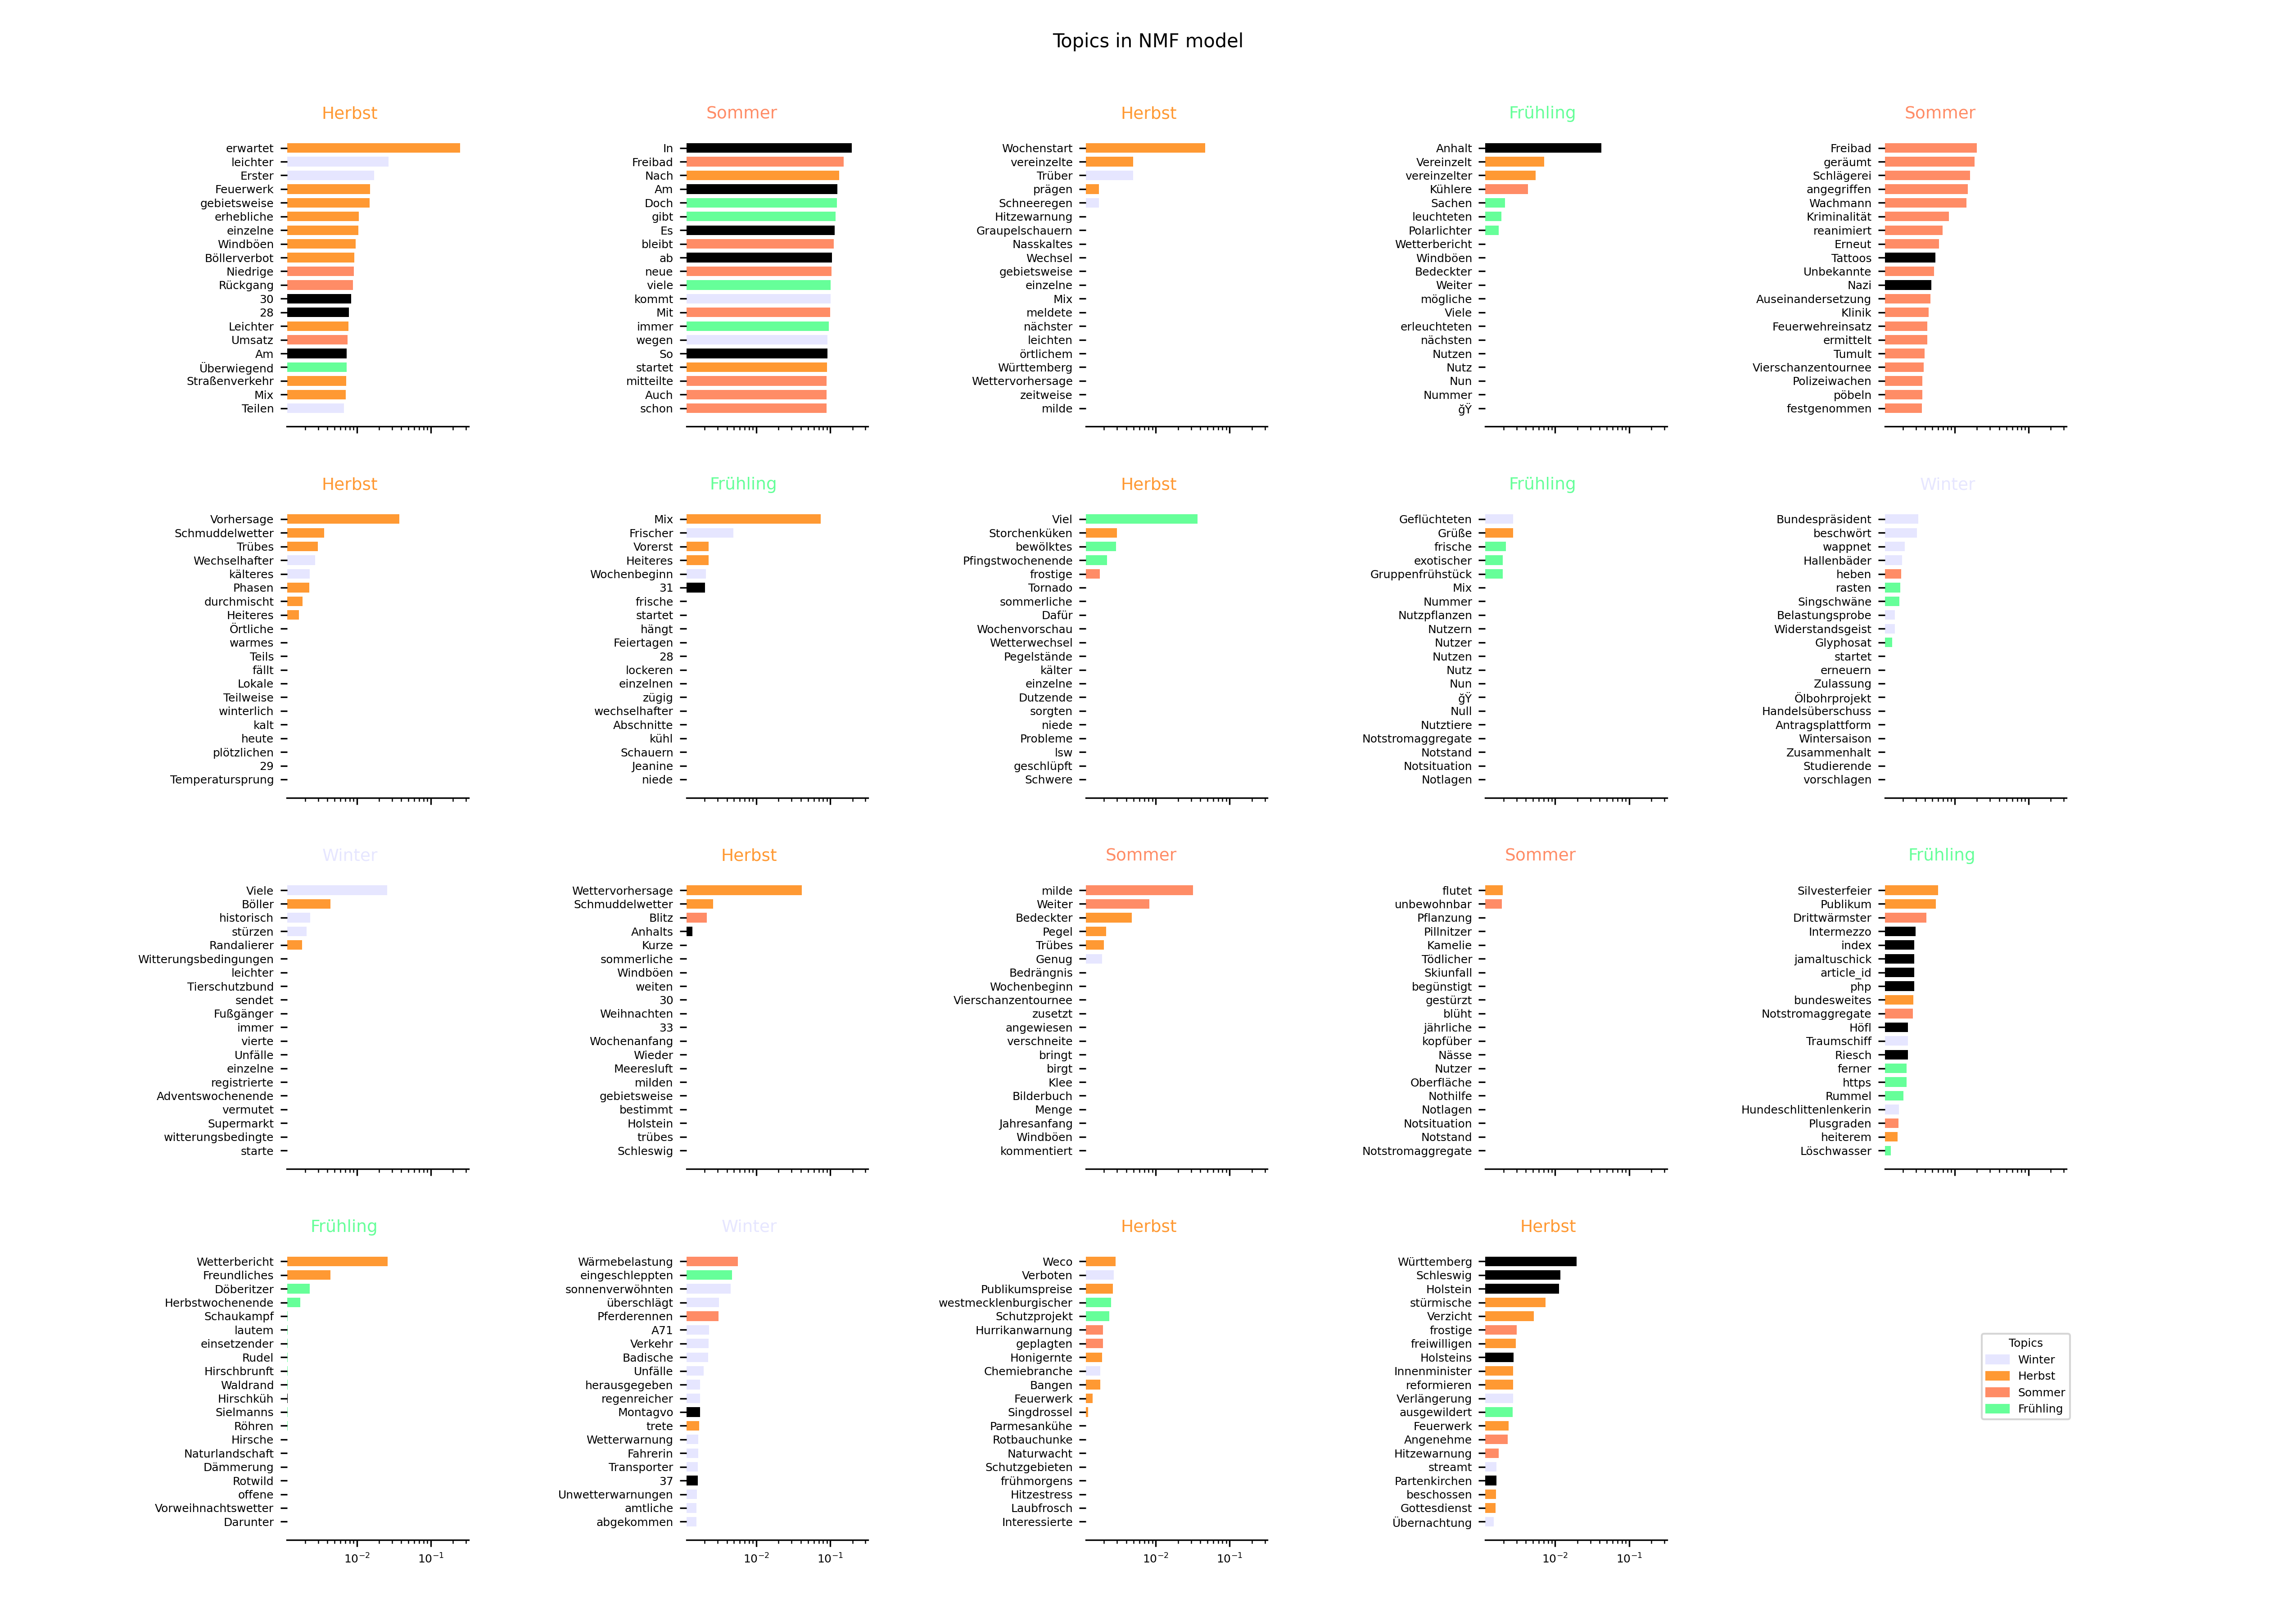 Topics in NMF model
Herbst
erwartet
leichter
Erster
Feuerwerk
gebietsweise
erhebliche
einzelne
Windböen
Böllerverbot
Niedrige
Rückgang
30
28
Leichter
Umsatz
Am
Überwiegend
Straßenverkehr
Mix
Teilen
Sommer
In
Freibad
Nach
Am
Doch
gibt
Es
bleibt
ab
neue
viele
kommt
Mit
immer
wegen
So
startet
mitteilte
Auch
schon
Herbst
Wochenstart
vereinzelte
Trüber
prägen
Schneeregen
Hitzewarnung
Graupelschauern
Nasskaltes
Wechsel
gebietsweise
einzelne
Mix
meldete
nächster
leichten
örtlichem
Württemberg
Wettervorhersage
zeitweise
milde
Frühling
Anhalt
Vereinzelt
vereinzelter
Kühlere
Sachen
leuchteten
Polarlichter
Wetterbericht
Windböen
Bedeckter
Weiter
mögliche
Viele
erleuchteten
nächsten
Nutzen
Nutz
Nun
Nummer
ğŸ
Sommer
Freibad
geräumt
Schlägerei
angegriffen
Wachmann
Kriminalität
reanimiert
Erneut
Tattoos
Unbekannte
Nazi
Auseinandersetzung
Klinik
Feuerwehreinsatz
ermittelt
Tumult
Vierschanzentournee
Polizeiwachen
pöbeln
festgenommen
Herbst
Vorhersage
Schmuddelwetter
Trübes
Wechselhafter
kälteres
Phasen
durchmischt
Heiteres
Örtliche
warmes
Teils
fällt
Lokale
Teilweise
winterlich
kalt
heute
plötzlichen
29
Temperatursprung
Frühling
Mix
Frischer
Vorerst
Heiteres
Wochenbeginn
31
frische
startet
hängt
Feiertagen
28
lockeren
einzelnen
zügig
wechselhafter
Abschnitte
kühl
Schauern
Jeanine
niede
Herbst
Viel
Storchenküken
bewölktes
Pfingstwochenende
frostige
Tornado
sommerliche
Dafür
Wochenvorschau
Wetterwechsel
Pegelstände
kälter
einzelne
Dutzende
sorgten
niede
Probleme
lsw
geschlüpft
Schwere
Frühling
Geflüchteten
Grüße
frische
exotischer
Gruppenfrühstück
Mix
Nummer
Nutzpflanzen
Nutzern
Nutzer
Nutzen
Nutz
Nun
ğŸ
Null
Nutztiere
Notstromaggregate
Notstand
Notsituation
Notlagen
Winter
Bundespräsident
beschwört
wappnet
Hallenbäder
heben
rasten
Singschwäne
Belastungsprobe
Widerstandsgeist
Glyphosat
startet
erneuern
Zulassung
Ölbohrprojekt
Handelsüberschuss
Antragsplattform
Wintersaison
Zusammenhalt
Studierende
vorschlagen
Winter
Viele
Böller
historisch
stürzen
Randalierer
Witterungsbedingungen
leichter
Tierschutzbund
sendet
Fußgänger
immer
vierte
Unfälle
einzelne
registrierte
Adventswochenende
vermutet
Supermarkt
witterungsbedingte
starte
Herbst
Wettervorhersage
Schmuddelwetter
Blitz
Anhalts
Kurze
sommerliche
Windböen
weiten
30
Weihnachten
33
Wochenanfang
Wieder
Meeresluft
milden
gebietsweise
bestimmt
Holstein
trübes
Schleswig
Sommer
milde
Weiter
Bedeckter
Pegel
Trübes
Genug
Bedrängnis
Wochenbeginn
Vierschanzentournee
zusetzt
angewiesen
verschneite
bringt
birgt
Klee
Bilderbuch
Menge
Jahresanfang
Windböen
kommentiert
Sommer
flutet
unbewohnbar
Pflanzung
Pillnitzer
Kamelie
Tödlicher
Skiunfall
begünstigt
gestürzt
blüht
jährliche
kopfüber
Nässe
Nutzer
Oberfläche
Nothilfe
Notlagen
Notsituation
Notstand
Notstromaggregate
Frühling
Silvesterfeier
Publikum
Drittwärmster
Intermezzo
index
jamaltuschick
article_id
php
bundesweites
Notstromaggregate
Höfl
Traumschiff
Riesch
ferner
https
Rummel
Hundeschlittenlenkerin
Plusgraden
heiterem
Löschwasser
Frühling
Wetterbericht
Freundliches
Döberitzer
Herbstwochenende
Schaukampf
lautem
einsetzender
Rudel
Hirschbrunft
Waldrand
Hirschküh
Sielmanns
Röhren
Hirsche
Naturlandschaft
Dämmerung
Rotwild
offene
Vorweihnachtswetter
Darunter
10⁻² 10⁻¹
Winter
Wärmebelastung
eingeschleppten
sonnenverwöhnten
überschlägt
Pferderennen
A71
Verkehr
Badische
Unfälle
herausgegeben
regenreicher
Montagvo
trete
Wetterwarnung
Fahrerin
Transporter
37
Unwetterwarnungen
amtliche
abgekommen
10⁻² 10⁻¹
Herbst
Weco
Verboten
Publikumspreise
westmecklenburgischer
Schutzprojekt
Hurrikanwarnung
geplagten
Honigernte
Chemiebranche
Bangen
Feuerwerk
Singdrossel
Parmesankühe
Rotbauchunke
Naturwacht
Schutzgebieten
frühmorgens
Hitzestress
Laubfrosch
Interessierte
10⁻² 10⁻¹
Herbst
Württemberg
Schleswig
Holstein
stürmische
Verzicht
frostige
freiwilligen
Holsteins
Innenminister
reformieren
Verlängerung
ausgewildert
Feuerwerk
Angenehme
Hitzewarnung
streamt
Partenkirchen
beschossen
Gottesdienst
Übernachtung
10⁻² 10⁻¹
Topics
Winter
Herbst
Sommer
Frühling